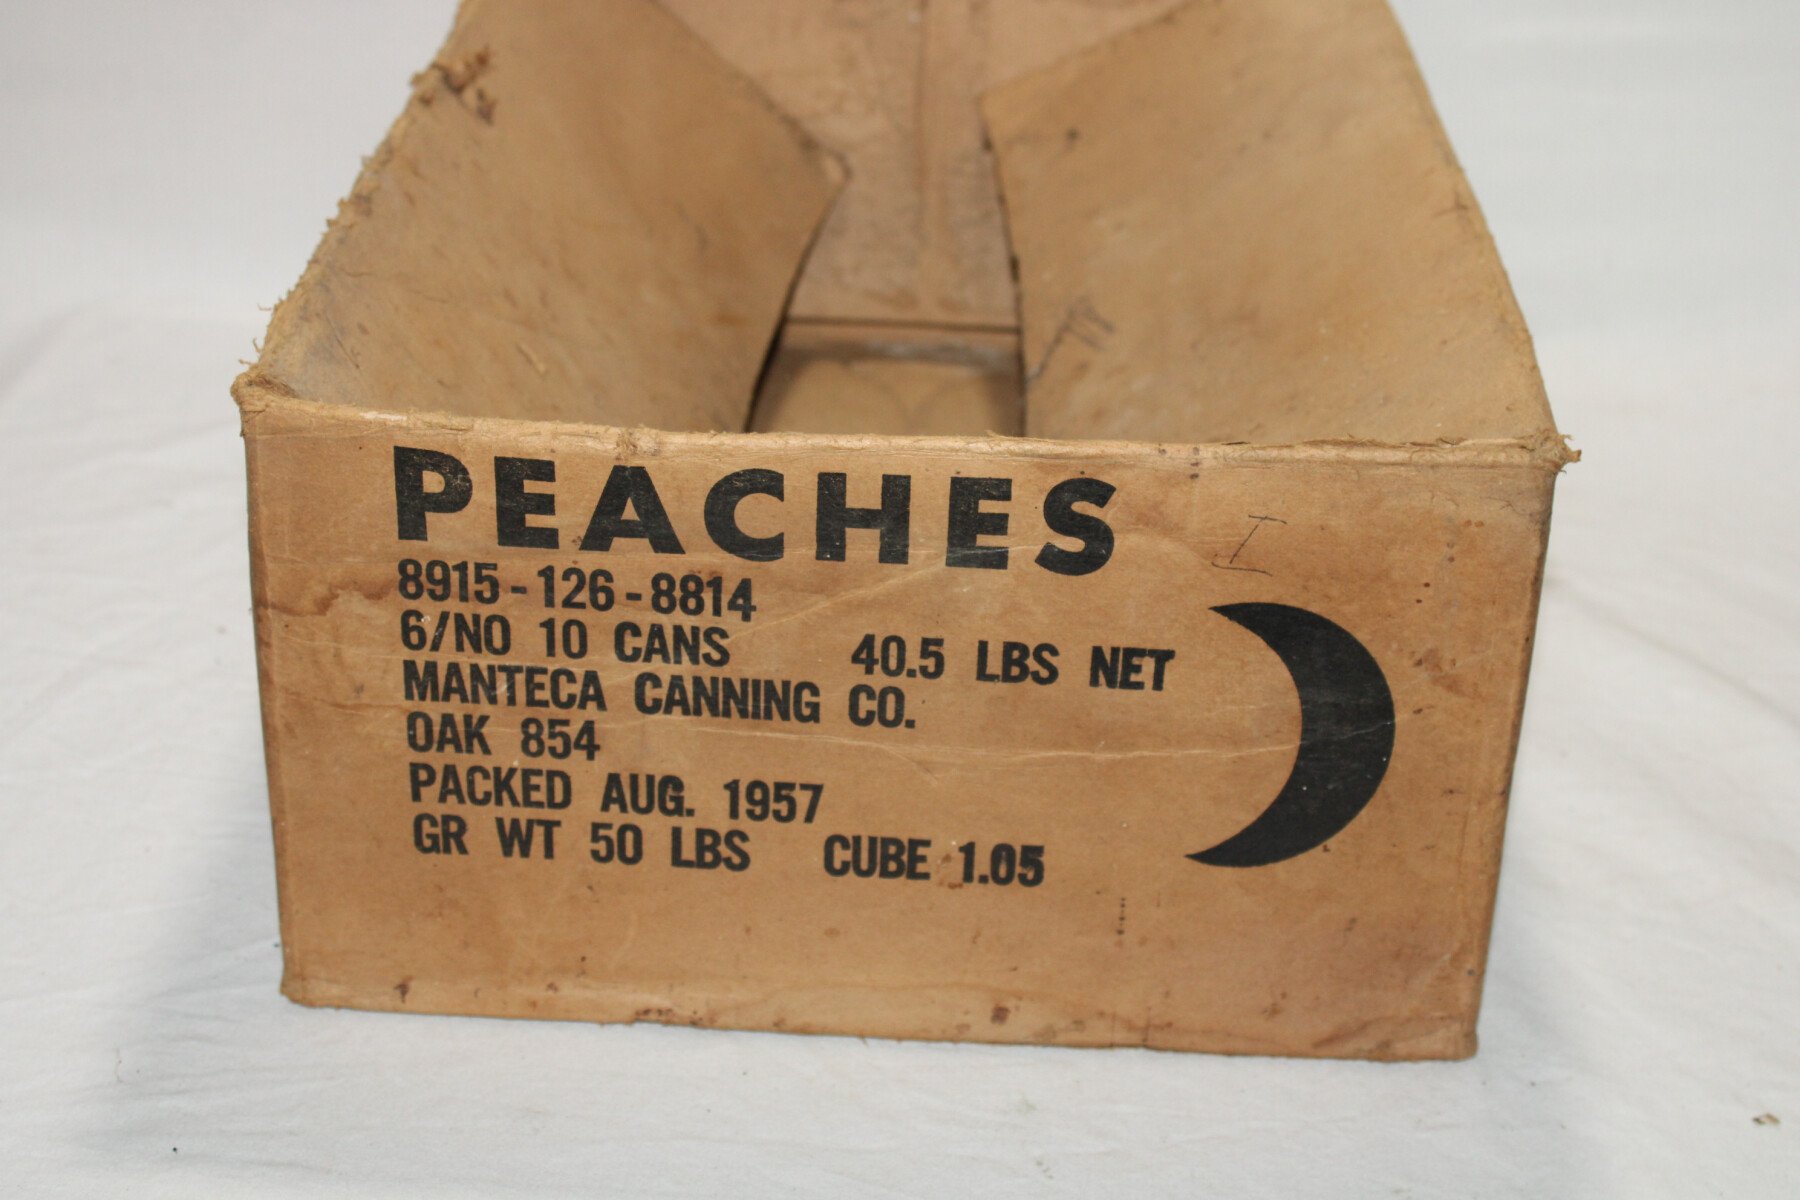 PEACHES
I
8915-126-8814
6/NO 10 CANS 40.5 LBS NET
MANTECA CANNING CO.
OAK 854
PACKED AUG. 1957
GR WT 50 LBS CUBE 1.05